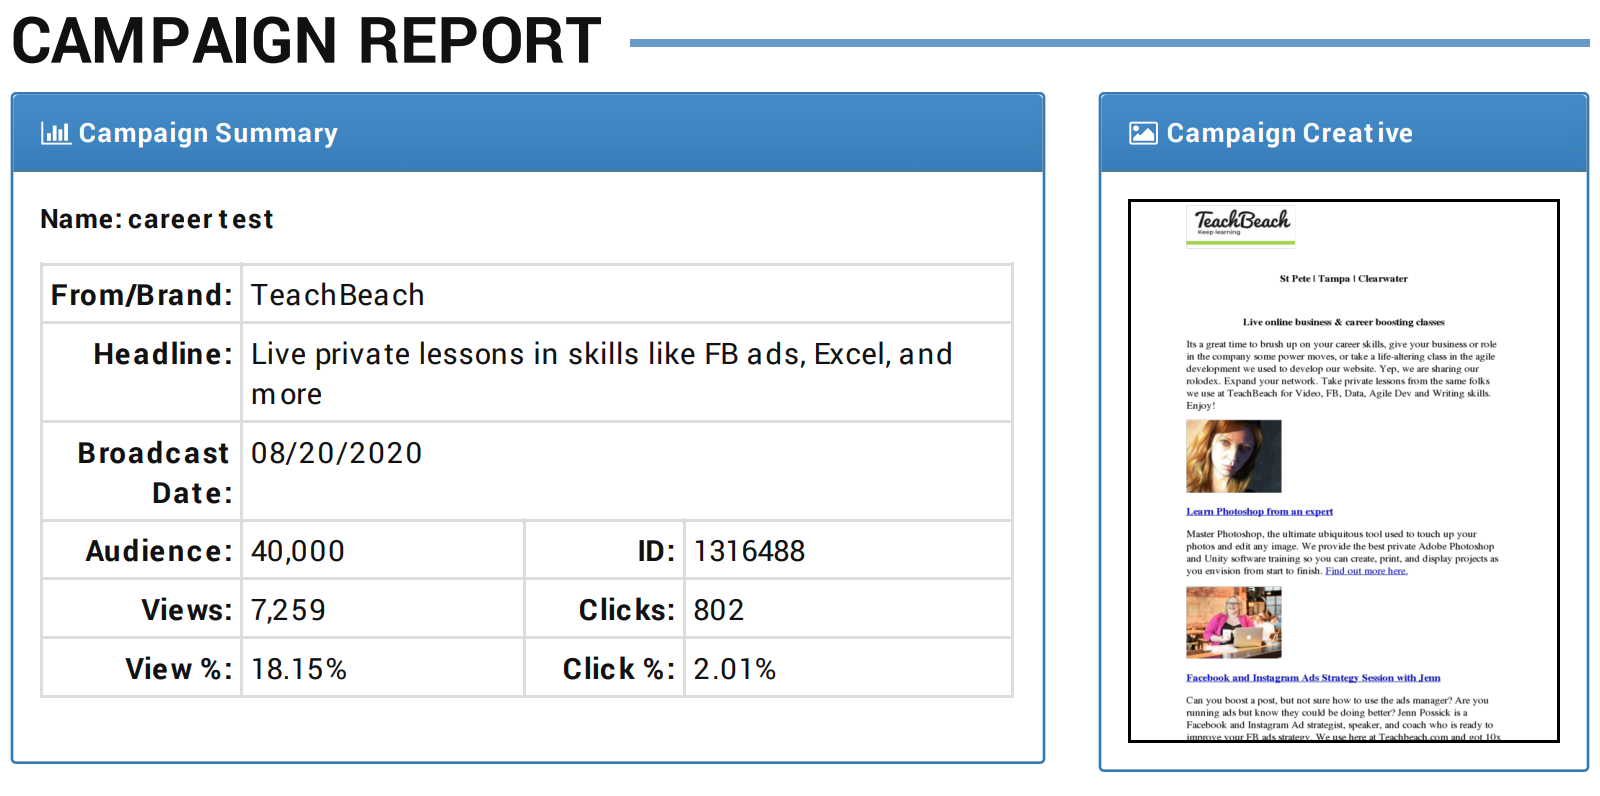 CAMPAIGN REPORT
Campaign Summary
Name: career test
From/Brand: TeachBeach
Headline: Live private lessons in skills like FB ads, Excel, and
more
Broadcast 08/20/2020
Date:
Audience: 40,000 ID: 1316488
Views: 7,259 Clicks: 802
View %: 18.15% Click %: 2.01%
Campaign Creative
TeachBeach
Keep learning
St Pete | Tampa | Clearwater
Live online business & career boosting classes
Its a great time to brush up on your career skills, give your business or role
in the company some power moves, or take a life-altering class in the agile
development we used to develop our website. Yep, we are sharing our
rolodex. Expand your network. Take private lessons from the same folks
we use at TeachBeach for Video, FB, Data, Agile Dev and Writing skills.
Enjoy!
Learn Photoshop from an expert
Master Photoshop, the ultimate ubiquitous tool used to touch up your
photos and edit any image. We provide the best private Adobe Photoshop
and Unity software training so you can create, print, and display projects as
you envision from start to finish. Find out more here.
Facebook and Instagram Ads Strategy Session with Jenn
Can you boost a post, but not sure how to use the ads manager? Are you
running ads but know they could be doing better? Jenn Possick is a
Facebook and Instagram Ad strategist, speaker, and coach who is ready to
improve your FB ads strategy. We use here at Teachbeach.com and got 10x